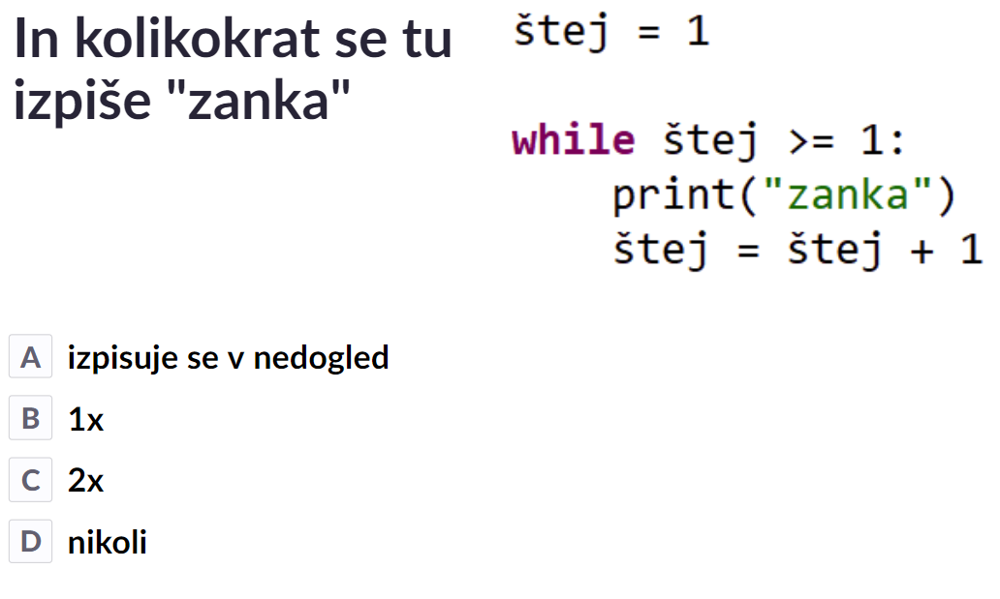 In kolikokrat se tu
izpiše "zanka"
štej = 1
while štej >= 1:
print("zanka")
štej = štej + 1
A izpisuje se v nedogled
B 1x
C 2x
D nikoli